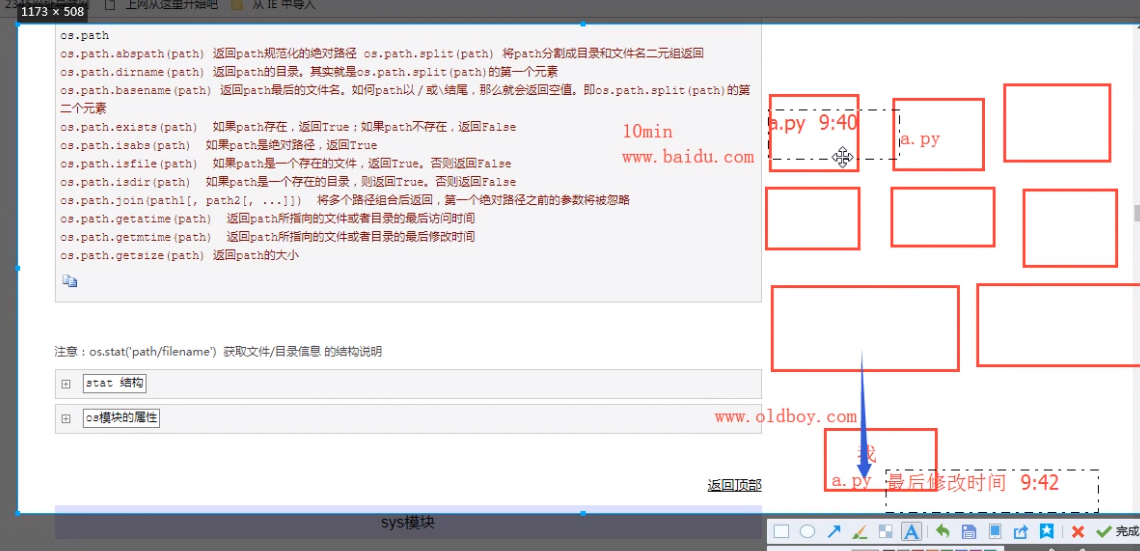 上网从这里开始吧
从 IE 中导入
1173 × 508
os.path
os.path.abspath(path) 返回path规范化的绝对路径 os.path.split(path) 将path分割成目录和文件名二元组返回
os.path.dirname(path) 返回path的目录。其实就是os.path.split(path)的第一个元素
os.path.basename(path) 返回path最后的文件名。如何path以/或\结尾，那么就会返回空值。即os.path.split(path)的第
二个元素
os.path.exists(path) 如果path存在，返回True；如果path不存在，返回False
os.path.isabs(path) 如果path是绝对路径，返回True
os.path.isfile(path) 如果path是一个存在的文件，返回True。否则返回False
os.path.isdir(path) 如果path是一个存在的目录，则返回True。否则返回False
os.path.join(path1[, path2[, ...]]) 将多个路径组合后返回，第一个绝对路径之前的参数将被忽略
os.path.getatime(path) 返回path所指向的文件或者目录的最后访问时间
os.path.getmtime(path) 返回path所指向的文件或者目录的最后修改时间
os.path.getsize(path) 返回path的大小
10min
www.baidu.com
a.py 9:40
a.py
注意：os.stat('path/filename') 获取文件/目录信息 的结构说明
stat 结构
os模块的属性
www.oldboy.com
我
a.py 最后修改时间 9:42
返回顶部
sys模块
A
完成